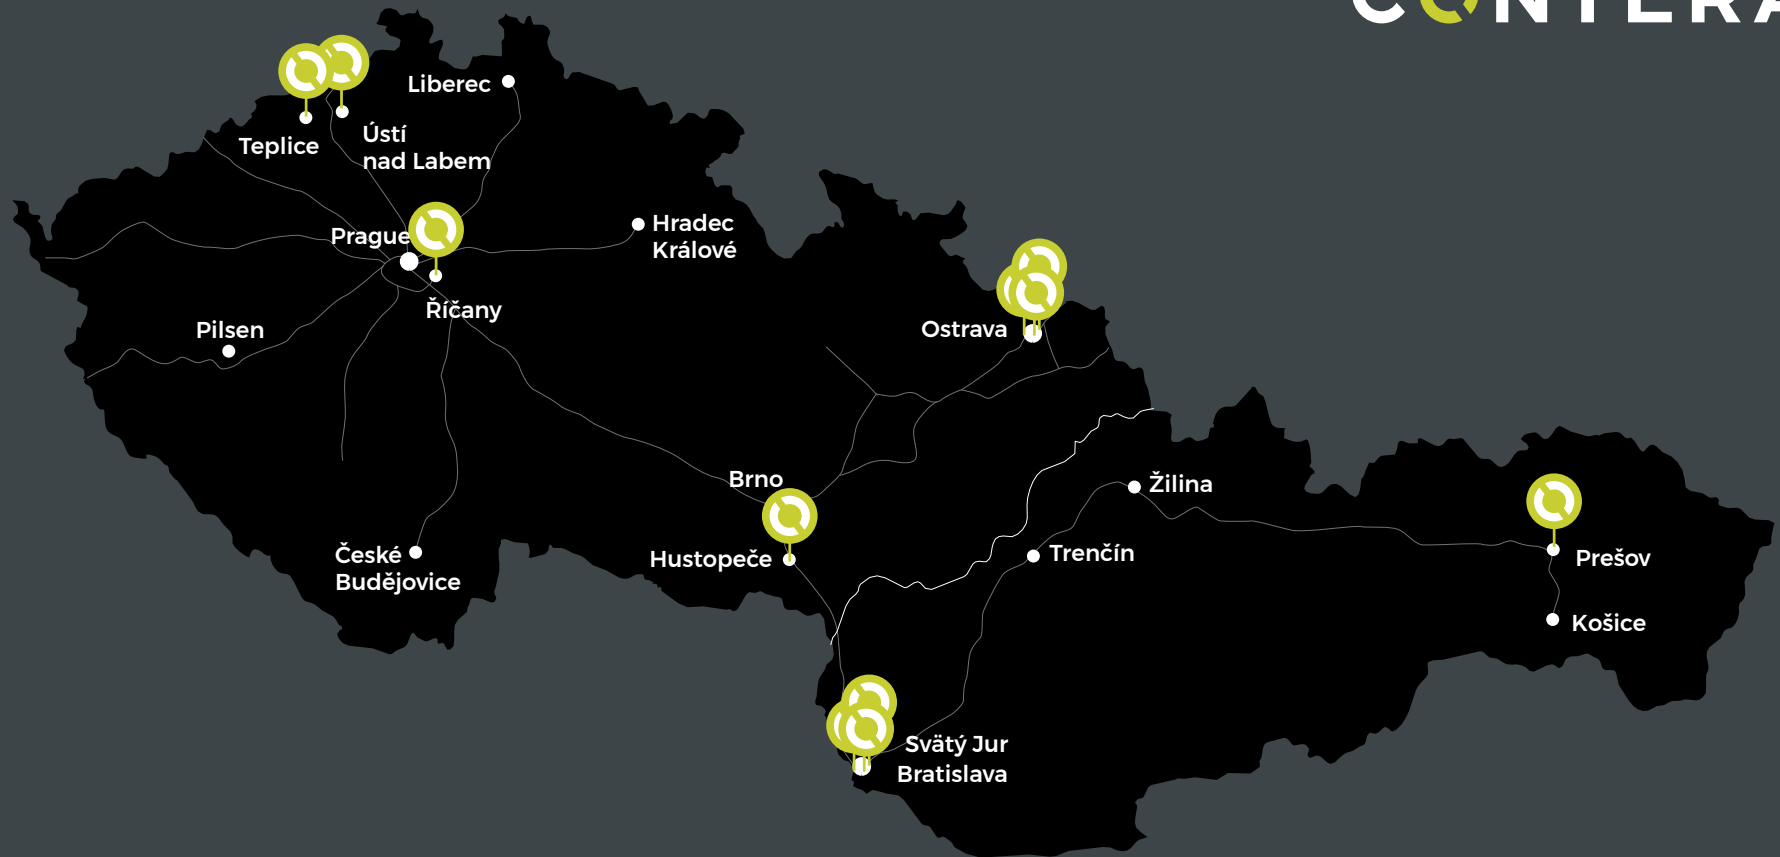 CONTERA
Liberec
Teplice
Ústí
nad Labem
Prague
Hradec
Králové
Říčany
Pilsen
Ostrava
Brno
Žilina
Hustopeče
Trenčín
České
Budějovice
Prešov
Košice
Svätý Jur
Bratislava